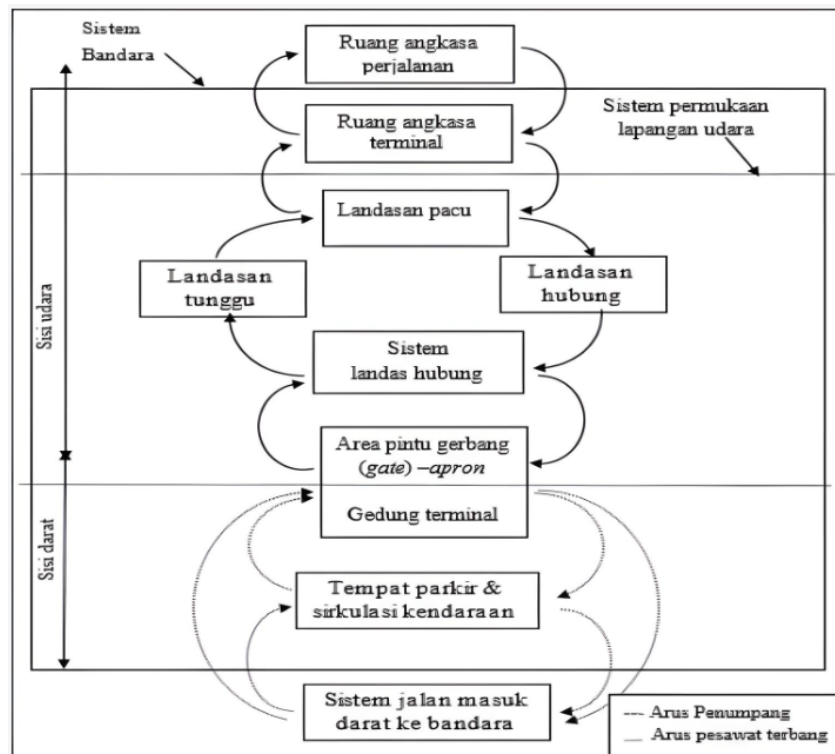 Sistem
Bandara
Ruang angkasa
perjalanan
Ruang angkasa
terminal
Sistem permukaan
lapangan udara
Landasan pacu
Landasan
tunggu
Landasan
hubung
Sisi udara
Sistem
landas hubung
Area pintu gerbang
(gate) –apron
Gedung terminal
Sisi darat
Tempat parkir &
sirkulasi kendaraan
Sistem jalan masuk
darat ke bandara
Arus Penumpang
Arus pesawat terbang